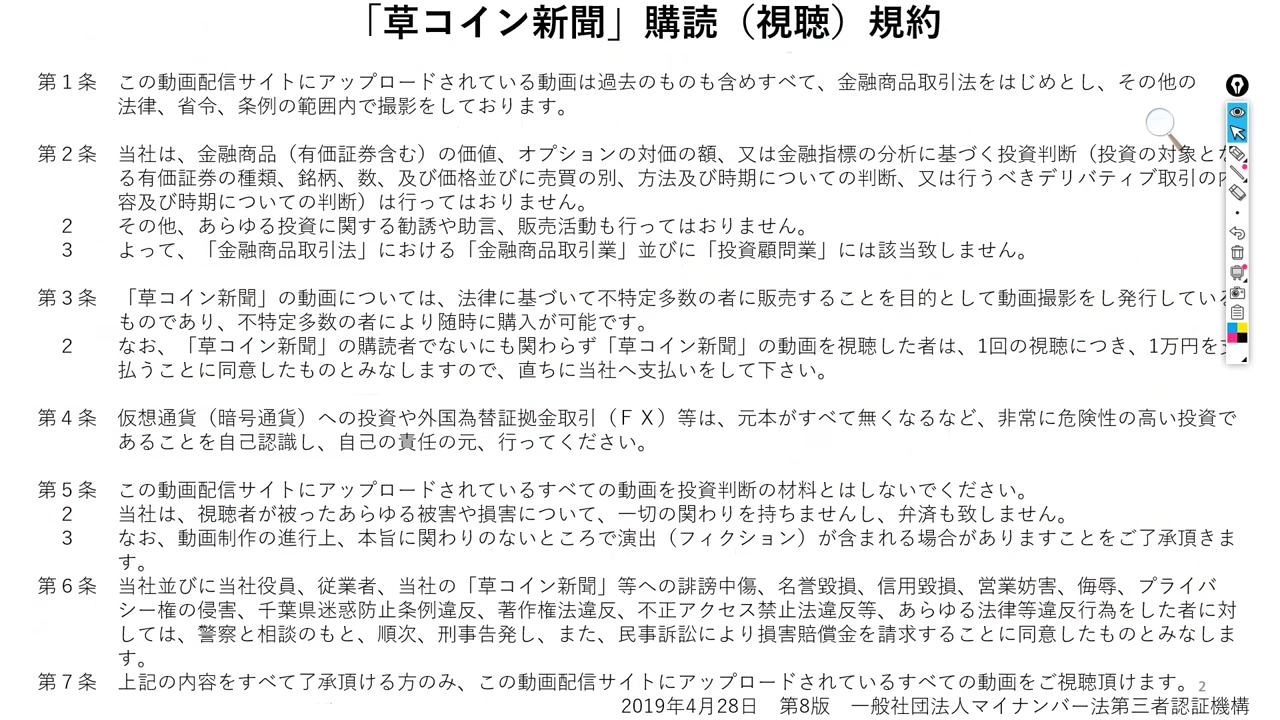 「草コイン新聞」購読（視聴）規約
第１条 この動画配信サイトにアップロードされている動画は過去のものも含めすべて、金融商品取引法をはじめとし、その他の
法律、省令、条例の範囲内で撮影をしております。
第２条 当社は、金融商品（有価証券含む）の価値、オプションの対価の額、又は金融指標の分析に基づく投資判断（投資の対象とな
る有価証券の種類、銘柄、数、及び価格並びに売買の別、方法及び時期についての判断、又は行うべきデリバティブ取引の内
容及び時期についての判断）は行ってはおりません。
２ その他、あらゆる投資に関する勧誘や助言、販売活動も行ってはおりません。
３ よって、「金融商品取引法」における「金融商品取引業」並びに「投資顧問業」には該当致しません。
第３条 「草コイン新聞」の動画については、法律に基づいて不特定多数の者に販売することを目的として動画撮影をし発行している
ものであり、不特定多数の者により随時に購入が可能です。
２ なお、「草コイン新聞」の購読者でないにも関わらず「草コイン新聞」の動画を視聴した者は、1回の視聴につき、1万円を支
払うことに同意したものとみなしますので、直ちに当社へ支払いをして下さい。
第４条 仮想通貨（暗号通貨）への投資や外国為替証拠金取引（ＦＸ）等は、元本がすべて無くなるなど、非常に危険性の高い投資で
あることを自己認識し、自己の責任の元、行ってください。
第５条 この動画配信サイトにアップロードされているすべての動画を投資判断の材料とはしないでください。
２ 当社は、視聴者が被ったあらゆる被害や損害について、一切の関わりを持ちませんし、弁済も致しません。
３ なお、動画制作の進行上、本旨に関わりのないところで演出（フィクション）が含まれる場合がありますことをご了承頂きま
す。
第６条 当社並びに当社役員、従業者、当社の「草コイン新聞」等への誹謗中傷、名誉毀損、信用毀損、営業妨害、侮辱、プライバ
シー権の侵害、千葉県迷惑防止条例違反、著作権法違反、不正アクセス禁止法違反等、あらゆる法律等違反行為をした者に対
しては、警察と相談のもと、順次、刑事告発し、また、民事訴訟により損害賠償金を請求することに同意したものとみなしま
す。
第７条 上記の内容をすべて了承頂ける方のみ、この動画配信サイトにアップロードされているすべての動画をご視聴頂けます。
2
2019年4月28日 第8版 一般社団法人マイナンバー法第三者認証機構